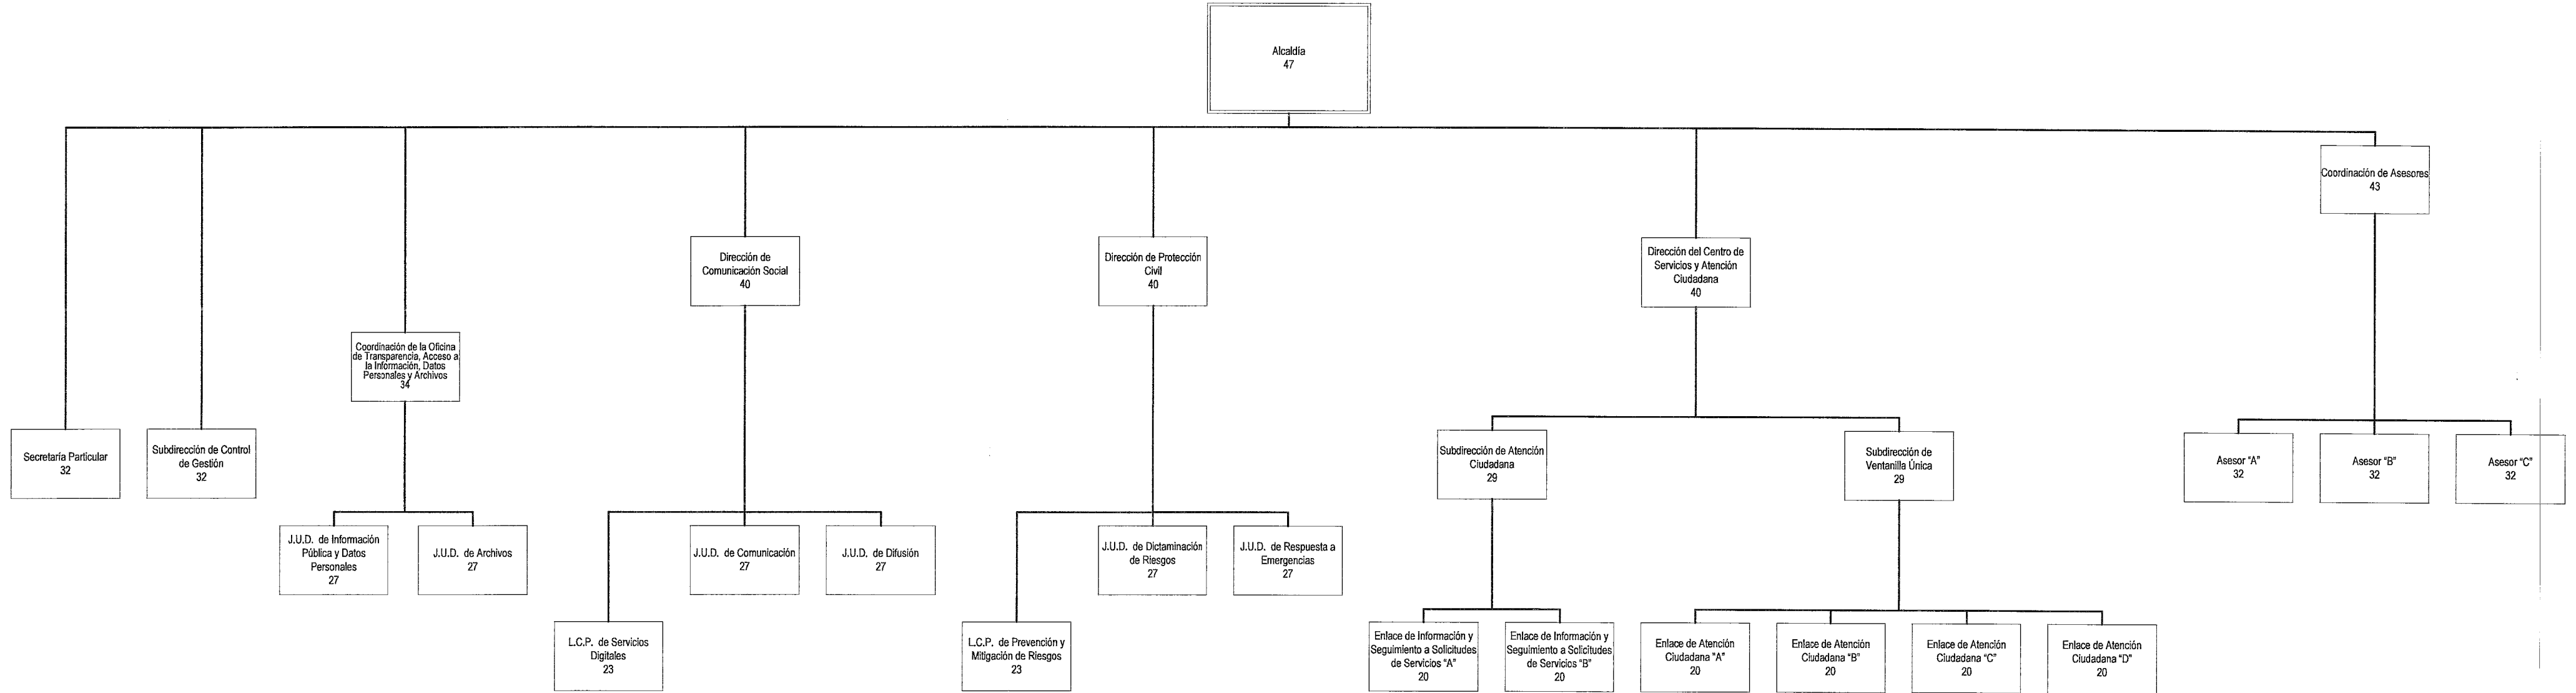 Alcaldía
47
Coordinación de Asesores
43
Dirección de
Comunicación Social
40
Dirección de Protección
Civil
40
Dirección del Centro de
Servicios y Atención
Ciudadana
40
Coordinación de la Oficina
de Transparencia, Acceso a
la Información, Datos
Personales y Archivos
34
Secretaría Particular
32
Subdirección de Control
de Gestión
32
Subdirección de Atención
Ciudadana
29
Subdirección de
Ventanilla Única
29
Asesor "A"
32
Asesor "B"
32
Asesor "C"
32
J.U.D. de Información
Pública y Datos
Personales
27
J.U.D. de Archivos
27
J.U.D. de Comunicación
27
J.U.D. de Difusión
27
J.U.D. de Dictaminación
de Riesgos
27
J.U.D. de Respuesta a
Emergencias
27
L.C.P. de Servicios
Digitales
23
L.C.P. de Prevención y
Mitigación de Riesgos
23
Enlace de Información y
Seguimiento a Solicitudes
de Servicios "A"
20
Enlace de Información y
Seguimiento a Solicitudes
de Servicios "B"
20
Enlace de Atención
Ciudadana "A"
20
Enlace de Atención
Ciudadana "B"
20
Enlace de Atención
Ciudadana "C"
20
Enlace de Atención
Ciudadana "D"
20